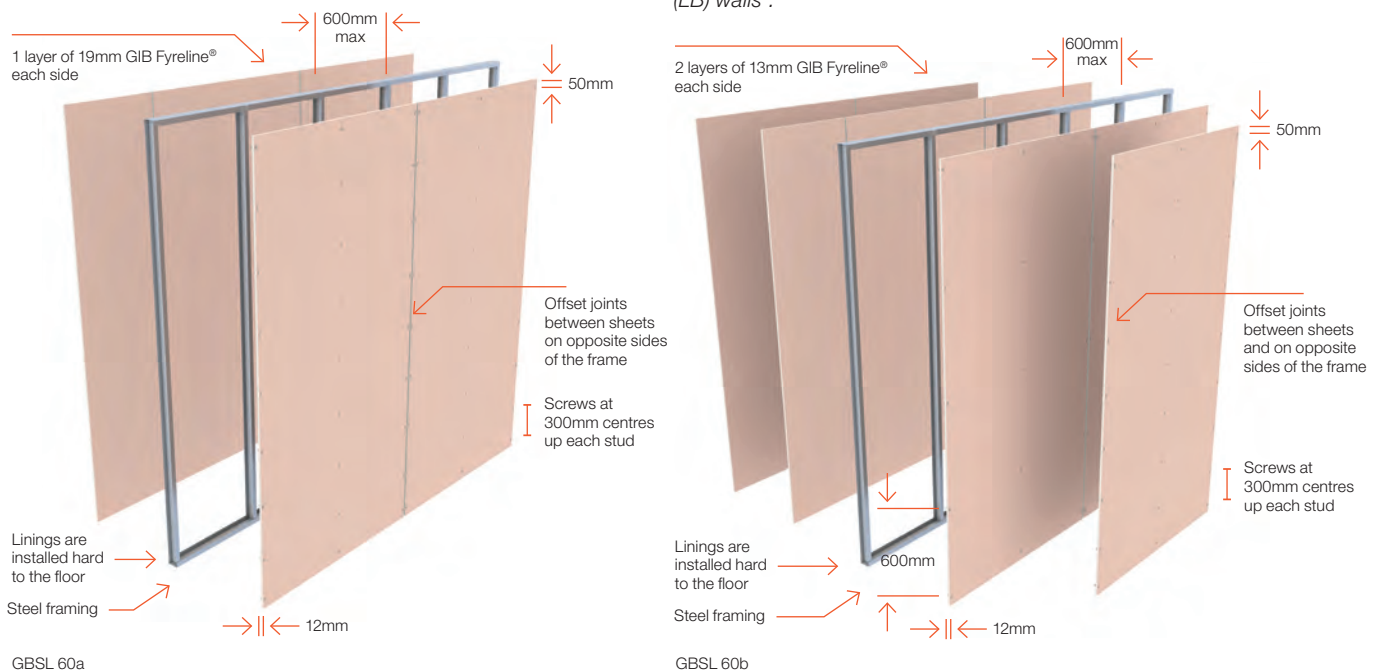 (LB) walls'.
600mm
max
1 layer of 19mm GIB Fyreline®
each side
50mm
Offset joints
between sheets
on opposite sides
of the frame
Screws at
300mm centres
up each stud
Linings are
installed hard
to the floor
Steel framing
12mm
GBSL 60a
600mm
max
2 layers of 13mm GIB Fyreline®
each side
50mm
Offset joints
between sheets
and on opposite
sides of the frame
Screws at
300mm centres
up each stud
Linings are
installed hard
to the floor
600mm
Steel framing
12mm
GBSL 60b